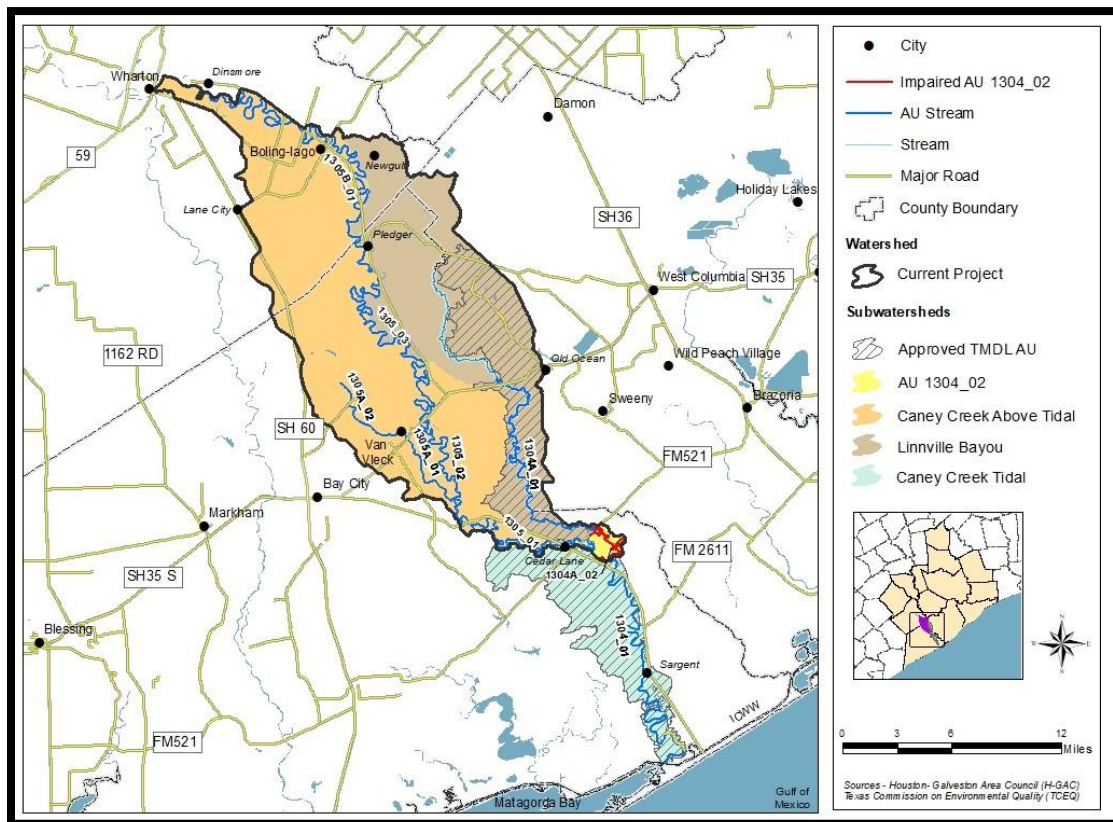 Wharton
Dinsmore
Damon
59
Boling-Iago
1305B_01
Newgulf
Holiday Lakes
Lane City
SH36
Pledger
West Columbia
SH35
1305_03
1162 RD
Old Ocean
Wild Peach Village
1305A_02
Sweeny
Brazoria
SH 60
Van
Vleck
1305A_01
1305_02
1304A_01
FM521
Bay City
Markham
1305_01
FM 2611
Cedar Lane
1304A_02
SH35 S
1304_01
Blessing
Sargent
ICWW
FM521
Matagorda Bay
Gulf of
Mexico
City
Impaired AU 1304_02
AU Stream
Stream
Major Road
County Boundary
Watershed
Current Project
Subwatersheds
Approved TMDL AU
AU 1304_02
Caney Creek Above Tidal
Linnville Bayou
Caney Creek Tidal
N
W
E
S
0 3 6 12
Miles
Sources - Houston- Galveston Area Council (H-GAC)
Texas Commission on Environmental Quality (TCEQ)